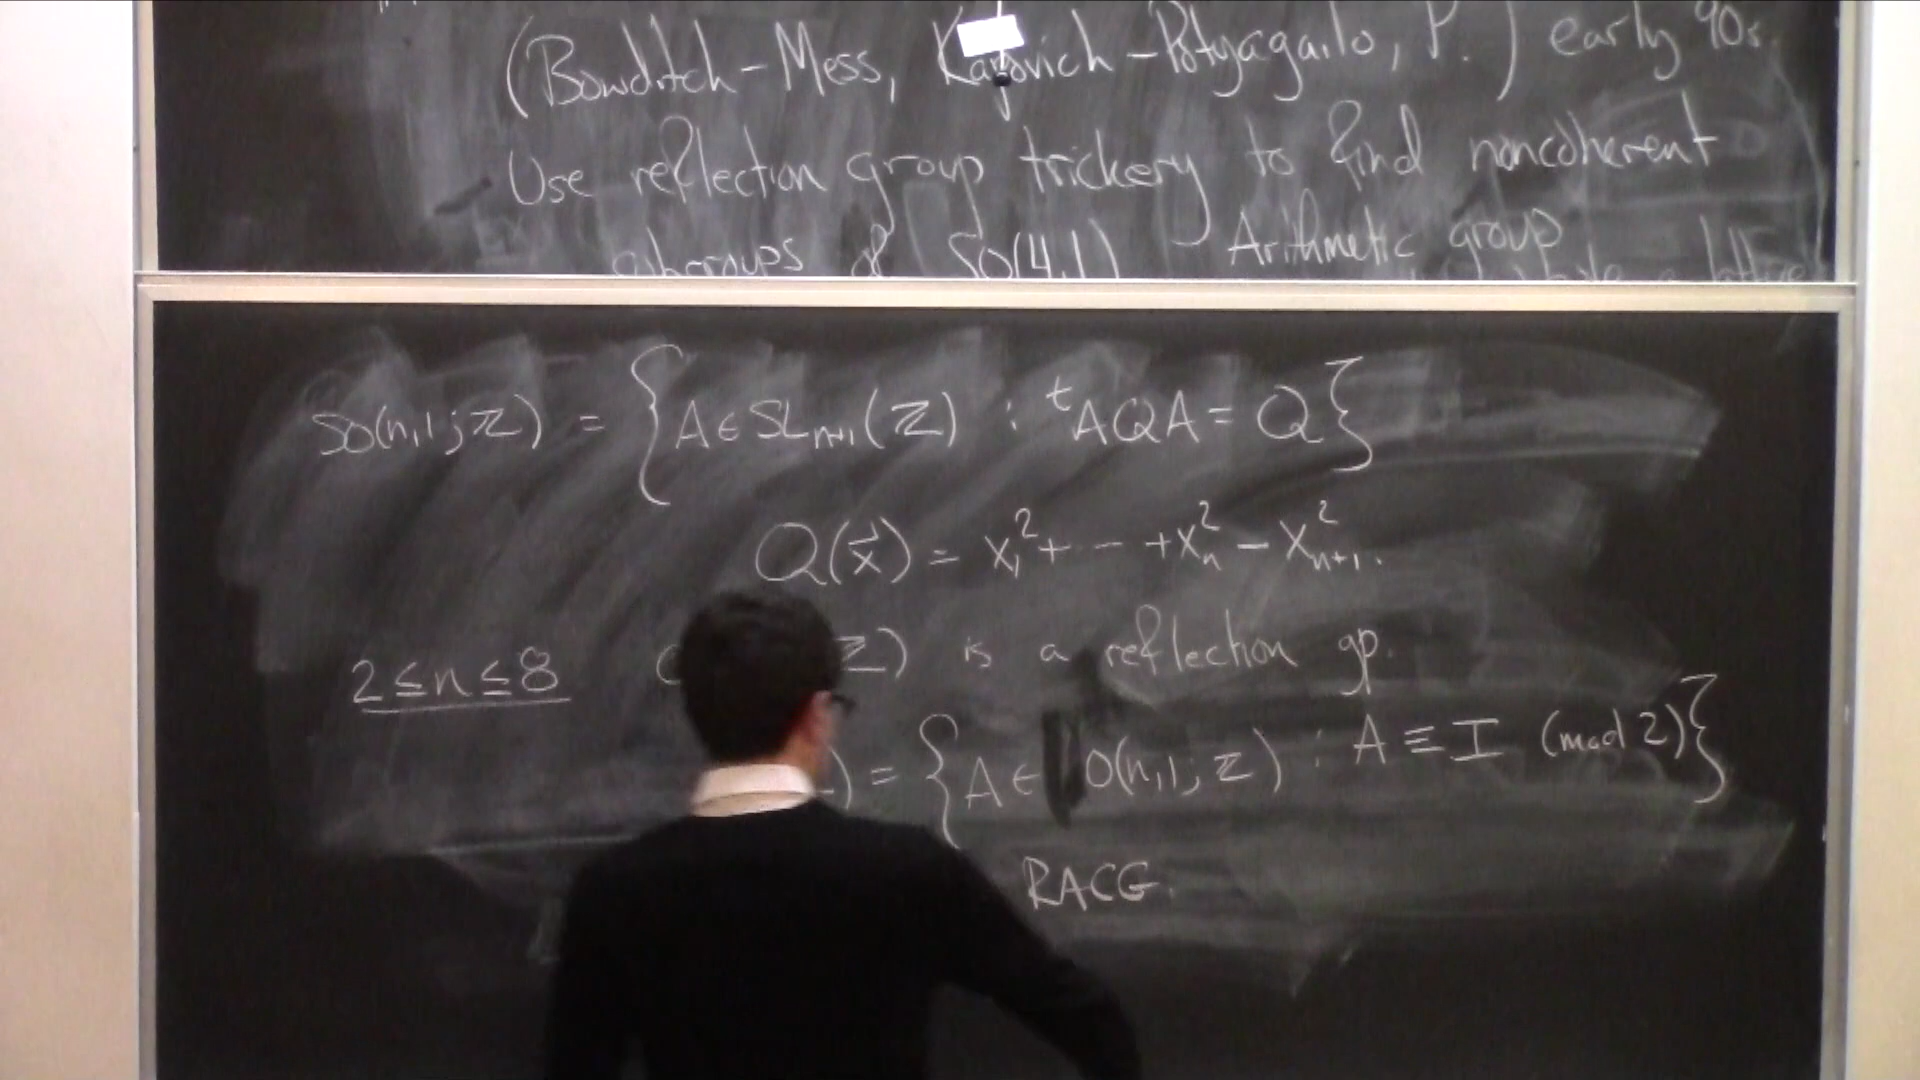 (Bowditch-Mess, Kapovich-Potyagailo, P.) early 90s.
Use reflection group trickery to find noncoherent
subgroups of SO(4,1) Arithmetic group
SO(n,1;ℤ) = {A∈SLₙ₊₁(ℤ) : ᵗAQA = Q}
Q(x⃗) = x₁² + -- + xₙ² - xₙ₊₁².
2≤n≤8 ℤ) is a reflection gp.
) = {A∈ O(n,1;ℤ) : A ≡ I (mod 2)}
RACG.